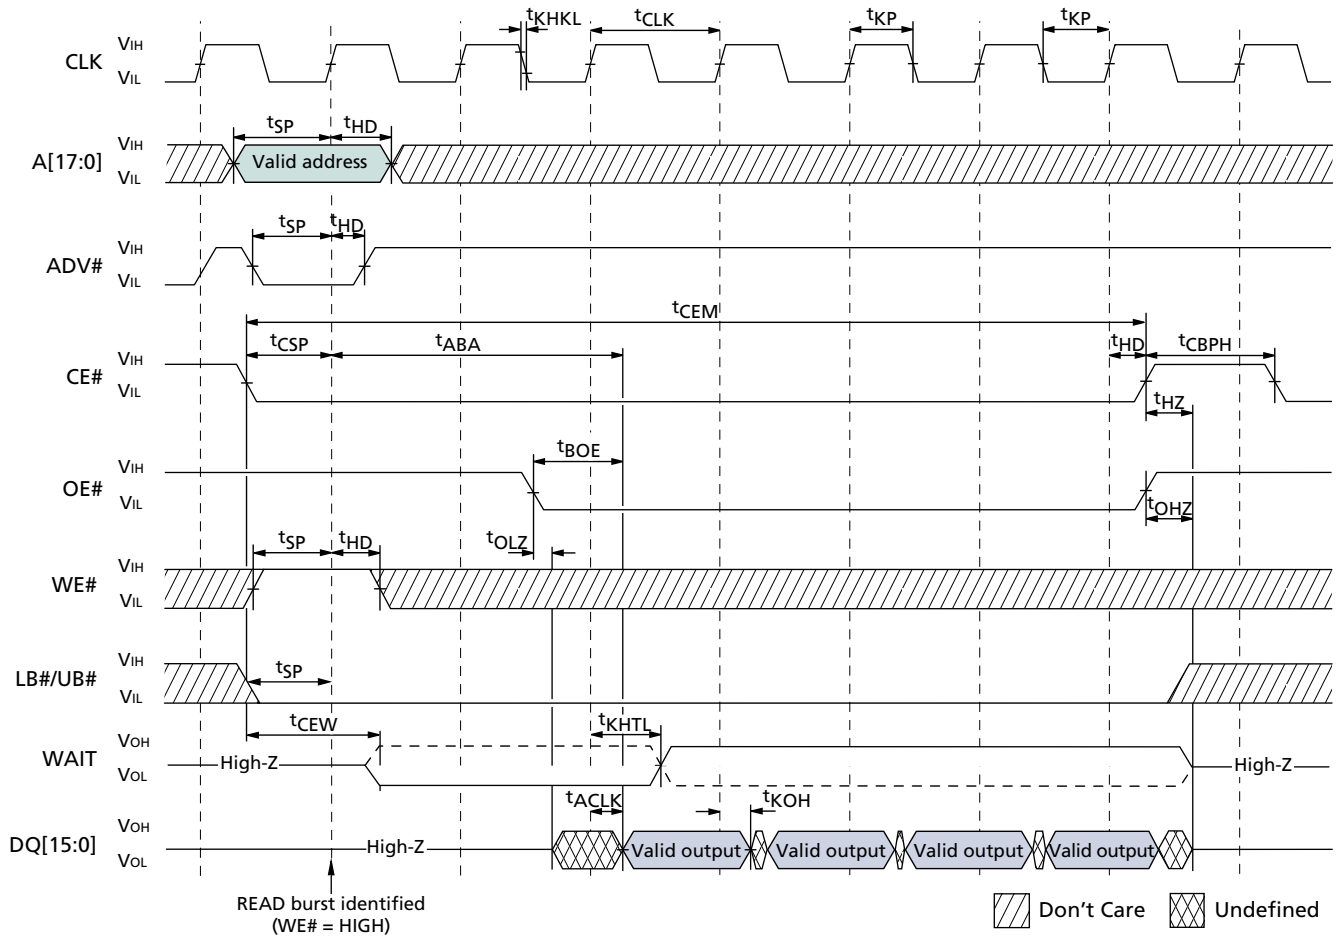 tKHKL tCLK tKP tKP
CLK VIH
VIL
tSP tHD
A[17:0] VIH
VIL
Valid address
tSP tHD
ADV# VIH
VIL
tCEM
tCSP tABA tHD tCBPH
CE# VIH
VIL
tHZ
tBOE
OE# VIH
VIL
tOHZ
tSP tHD tOLZ
WE# VIH
VIL
LB#/UB# VIH
VIL
tSP
tCEW tKHTL
WAIT VOH
VOL
High-Z High-Z
tACLK tKOH
DQ[15:0] VOH
VOL
High-Z Valid output Valid output Valid output Valid output
READ burst identified
(WE# = HIGH)
Don't Care Undefined